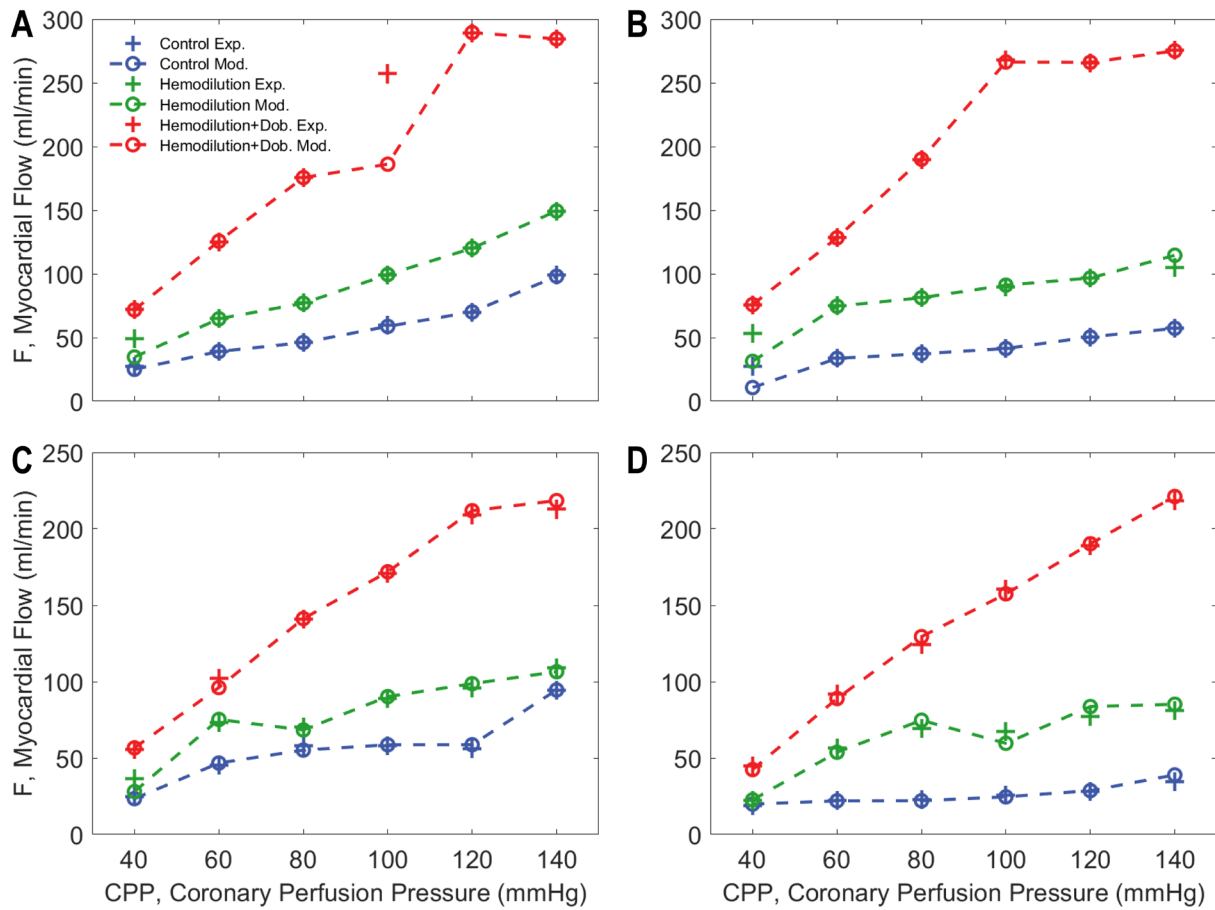 A
B
300
250
200
150
100
50
0
F, Myocardial Flow (ml/min)
Control Exp.
Control Mod.
Hemodilution Exp.
Hemodilution Mod.
Hemodilution+Dob. Exp.
Hemodilution+Dob. Mod.
300
250
200
150
100
50
0
C
D
250
200
150
100
50
0
F, Myocardial Flow (ml/min)
40 60 80 100 120 140
CPP, Coronary Perfusion Pressure (mmHg)
250
200
150
100
50
0
40 60 80 100 120 140
CPP, Coronary Perfusion Pressure (mmHg)